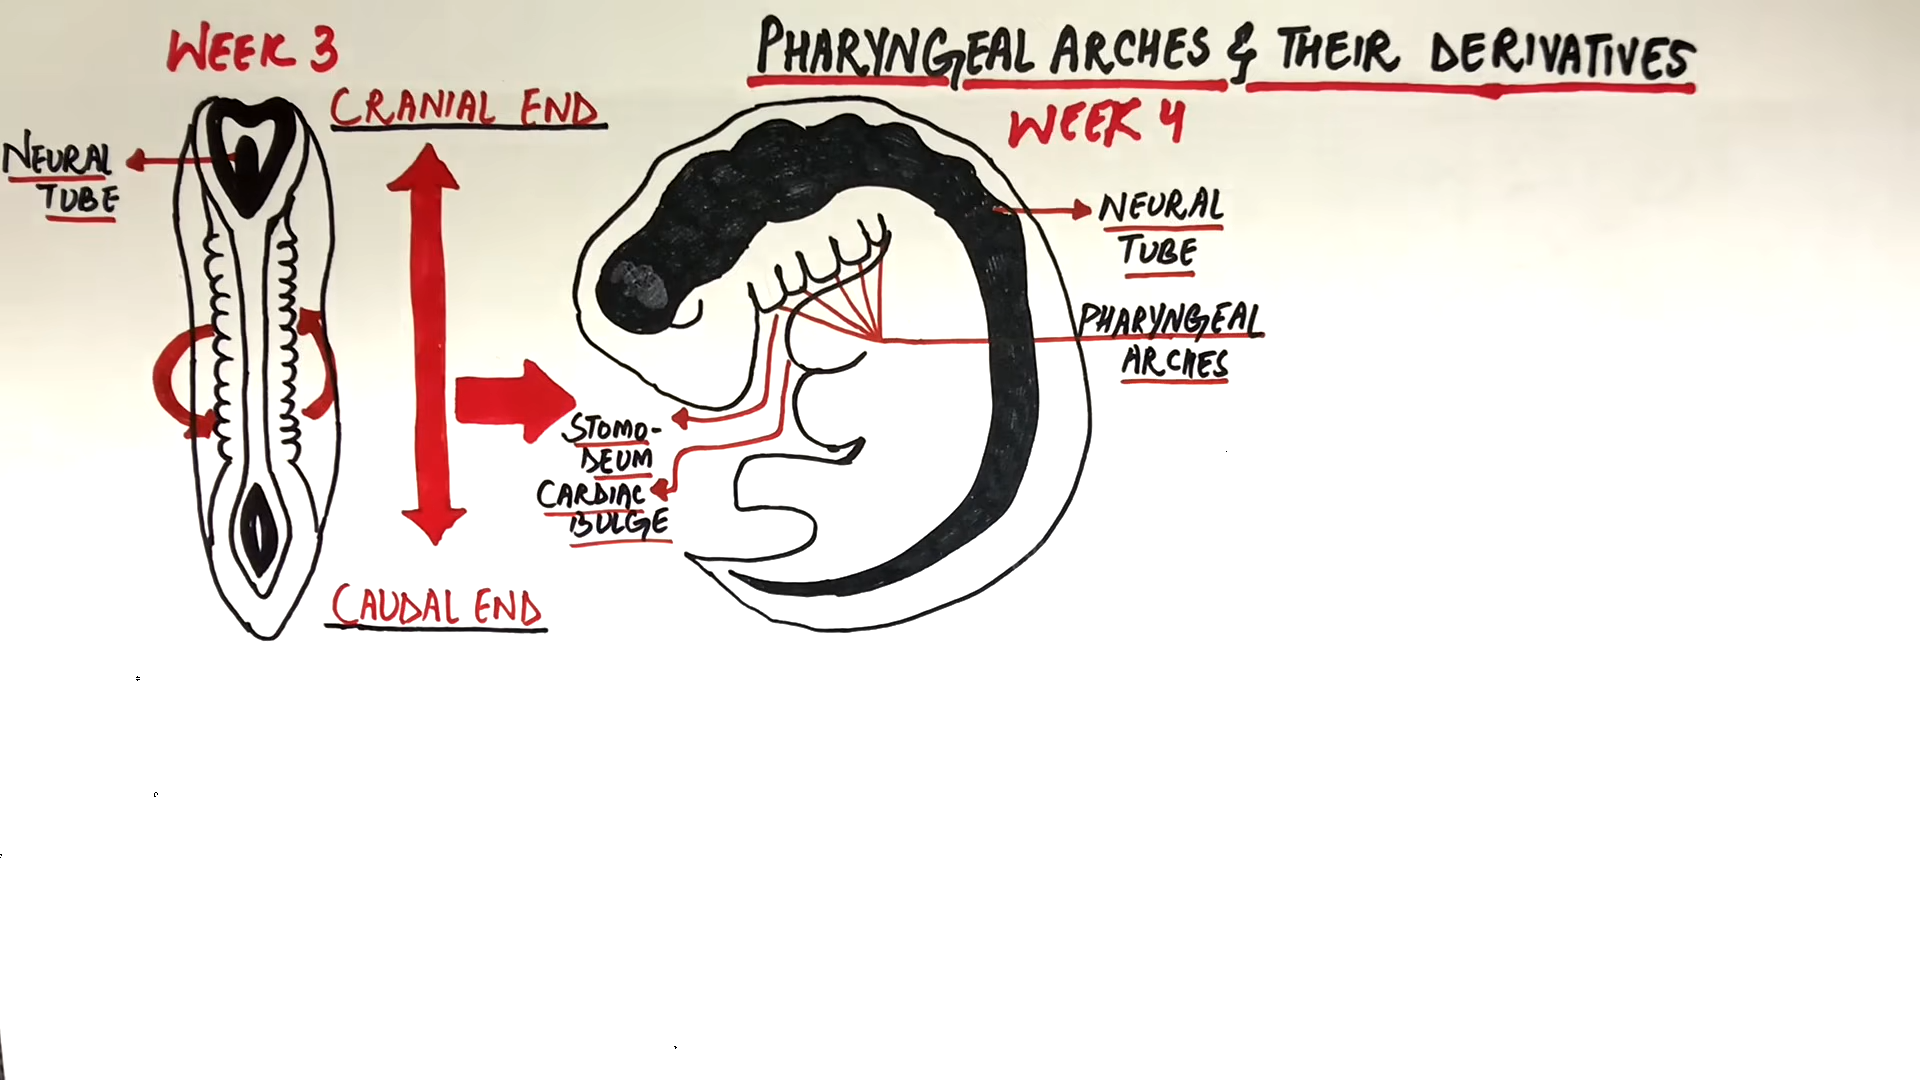 WEEK 3
PHARYNGEAL ARCHES & THEIR DERIVATIVES
CRANIAL END
WEEK 4
NEURAL
TUBE
NEURAL
TUBE
PHARYNGEAL
ARCHES
STOMO-
DEUM
CARDIAC
BULGE
CAUDAL END